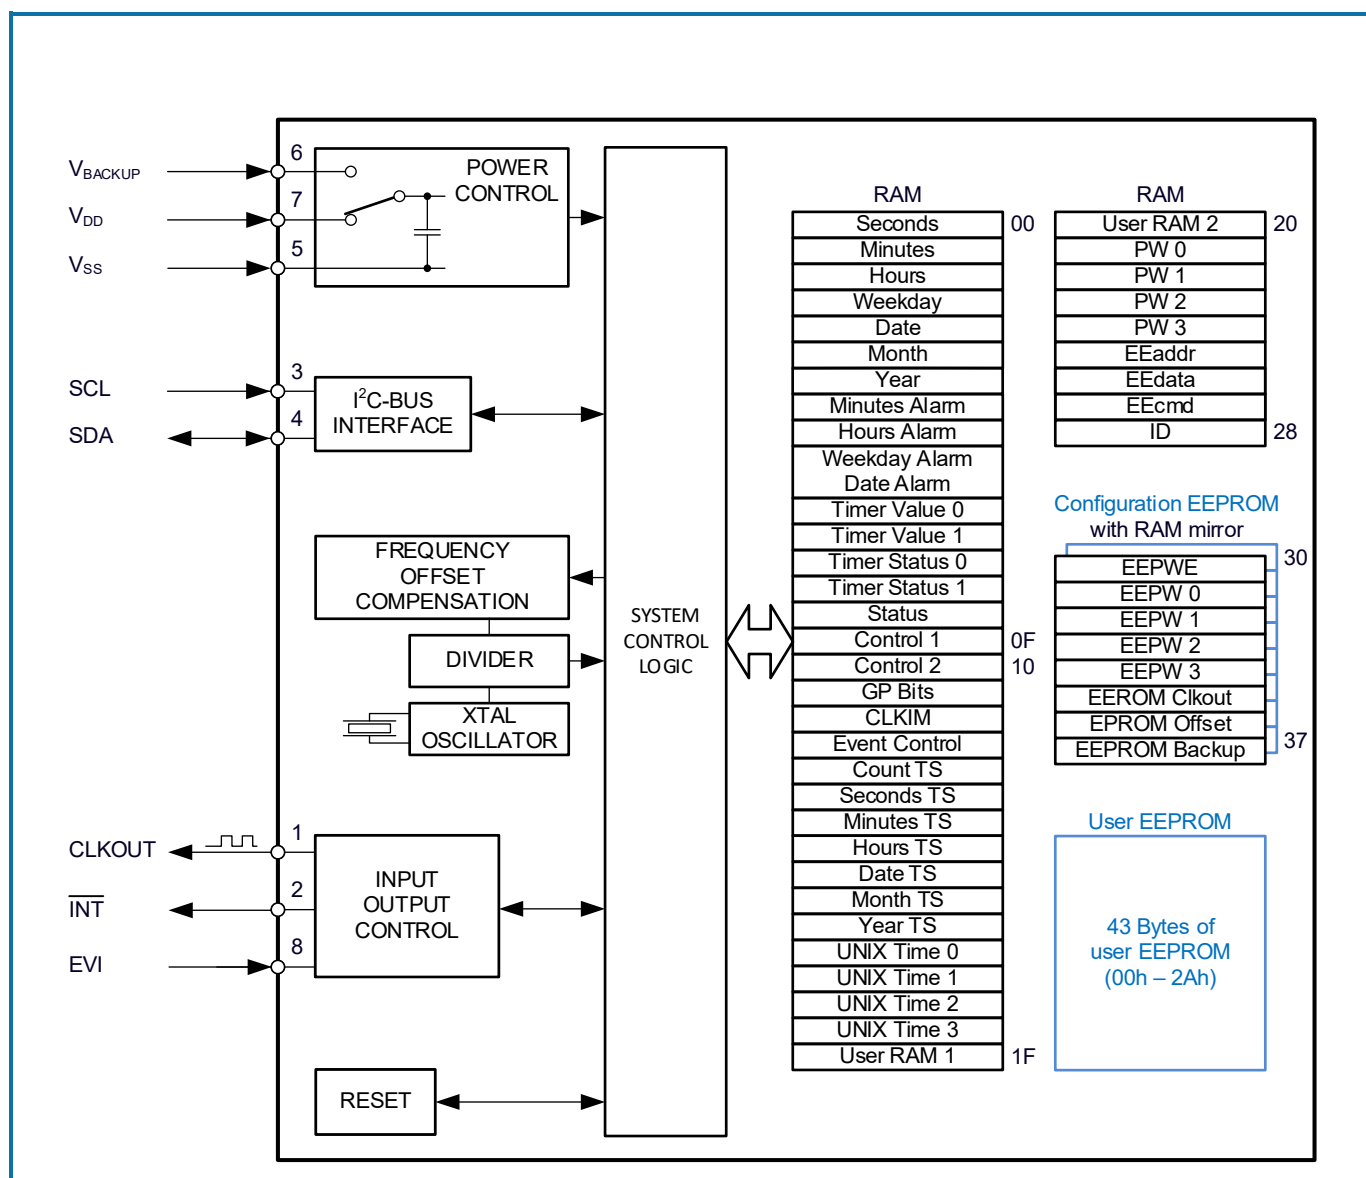 V_BACKUP
6
V_DD
7
V_SS
5
POWER
CONTROL
SCL
3
SDA
4
I²C-BUS
INTERFACE
FREQUENCY
OFFSET
COMPENSATION
DIVIDER
XTAL
OSCILLATOR
CLKOUT
1
INT
2
EVI
8
INPUT
OUTPUT
CONTROL
RESET
SYSTEM
CONTROL
LOGIC
RAM
Seconds 00
Minutes
Hours
Weekday
Date
Month
Year
Minutes Alarm
Hours Alarm
Weekday Alarm
Date Alarm
Timer Value 0
Timer Value 1
Timer Status 0
Timer Status 1
Status
Control 1 0F
Control 2 10
GP Bits
CLKIM
Event Control
Count TS
Seconds TS
Minutes TS
Hours TS
Date TS
Month TS
Year TS
UNIX Time 0
UNIX Time 1
UNIX Time 2
UNIX Time 3
User RAM 1 1F
RAM
User RAM 2 20
PW 0
PW 1
PW 2
PW 3
EEaddr
EEdata
EEcmd
ID 28
Configuration EEPROM
with RAM mirror
30
EEPWE
EEPW 0
EEPW 1
EEPW 2
EEPW 3
EEROM Clkout
EPROM Offset
EEPROM Backup 37
User EEPROM
43 Bytes of
user EEPROM
(00h – 2Ah)